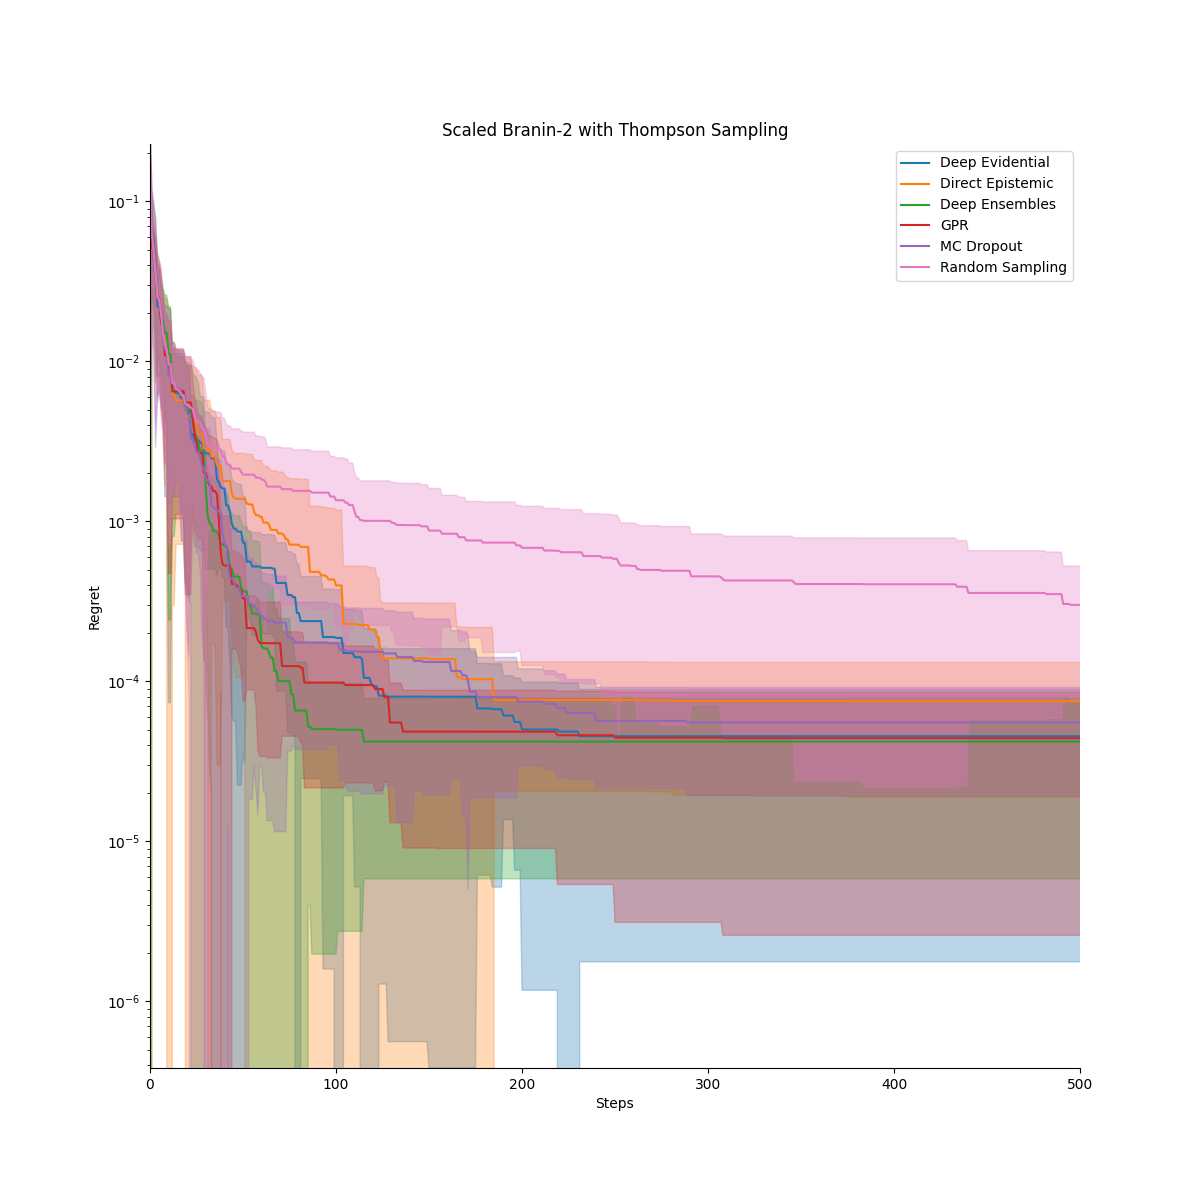 Scaled Branin-2 with Thompson Sampling
Deep Evidential
Direct Epistemic
Deep Ensembles
GPR
MC Dropout
Random Sampling
Regret
10⁻¹
10⁻²
10⁻³
10⁻⁴
10⁻⁵
10⁻⁶
0 100 200 300 400 500
Steps